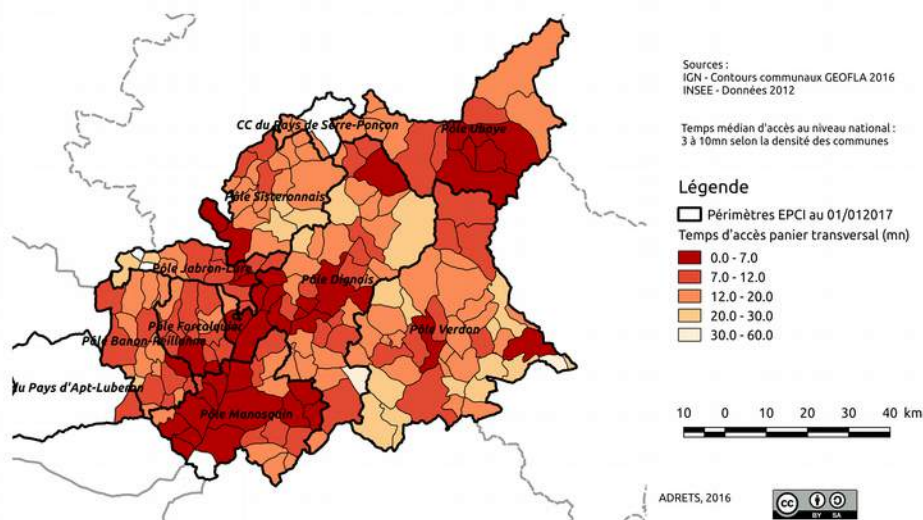 Sources :
IGN - Contours communaux GEOFLA 2016
INSEE - Données 2012
Temps médian d'accès au niveau national :
3 à 10mn selon la densité des communes
Légende
Périmètres EPCI au 01/012017
Temps d'accès panier transversal (mn)
0.0 - 7.0
7.0 - 12.0
12.0 - 20.0
20.0 - 30.0
30.0 - 60.0
10 0 10 20 30 40 km
ADRETS, 2016
cc
BY SA
CC du Pays de Serre-Ponçon
Pôle Ubaye
Pôle Sisteronnais
Pôle Jabron-Lure
Pôle Dignois
Pôle Forcalquier
Pôle Verdon
Pôle Banon-Reillanne
du Pays d'Apt-Luberon
Pôle Manosquin